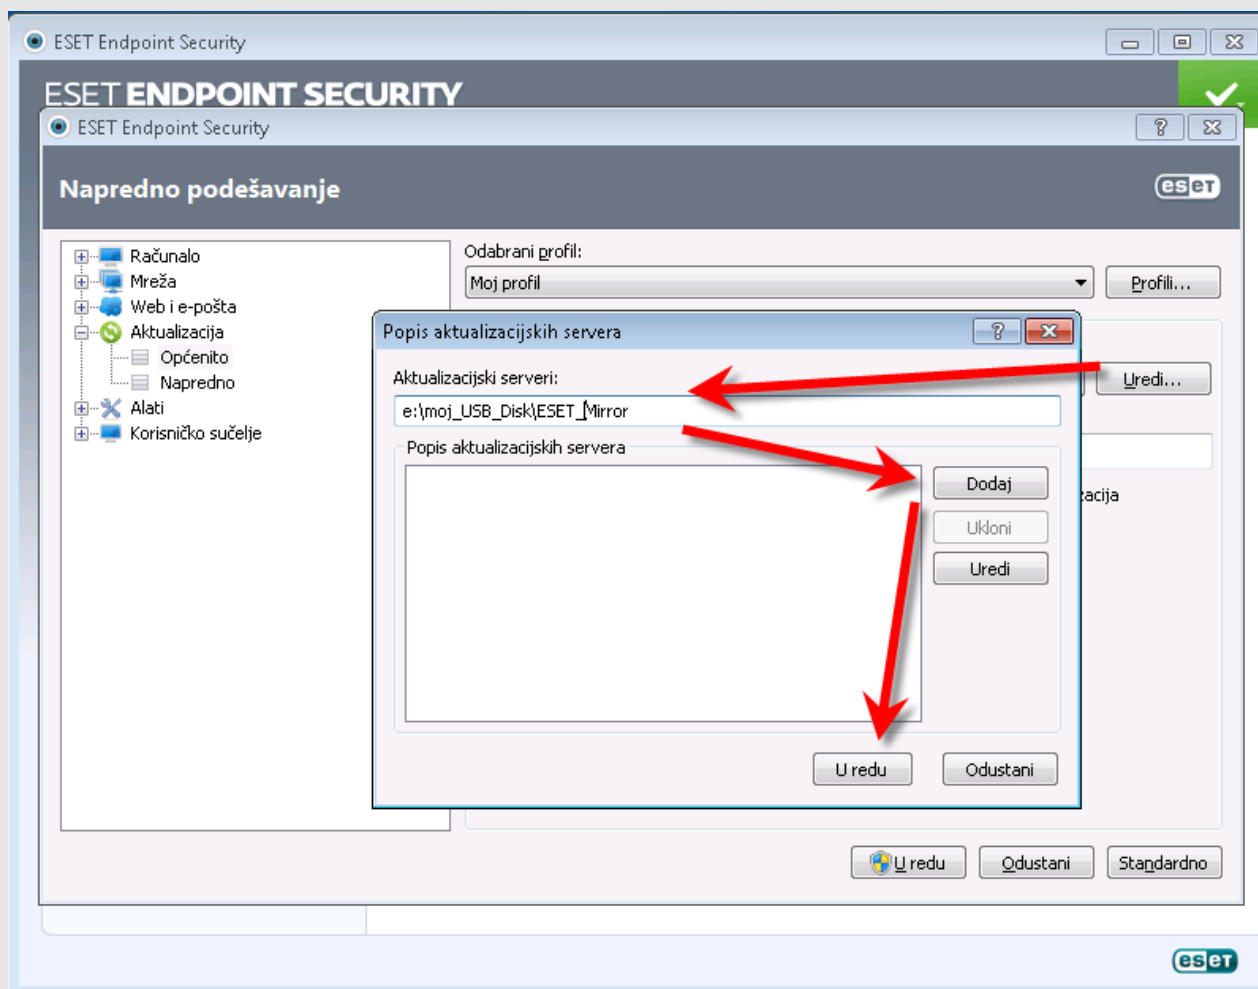 ESET Endpoint Security
ESET ENDPOINT SECURITY
ESET Endpoint Security
Napredno podešavanje
eset
Računalo
Mreža
Web i e-pošta
Aktualizacija
Općenito
Napredno
Alati
Korisničko sučelje
Odabrani profil:
Moj profil
Profili...
Popis aktualizacijskih servera
Aktualizacijski serveri:
Uredi...
e:\moj_USB_Disk\ESET_Mirror
Popis aktualizacijskih servera
Dodaj
Ukloni
Uredi
U redu
Odustani
U redu
Odustani
Standardno
eset